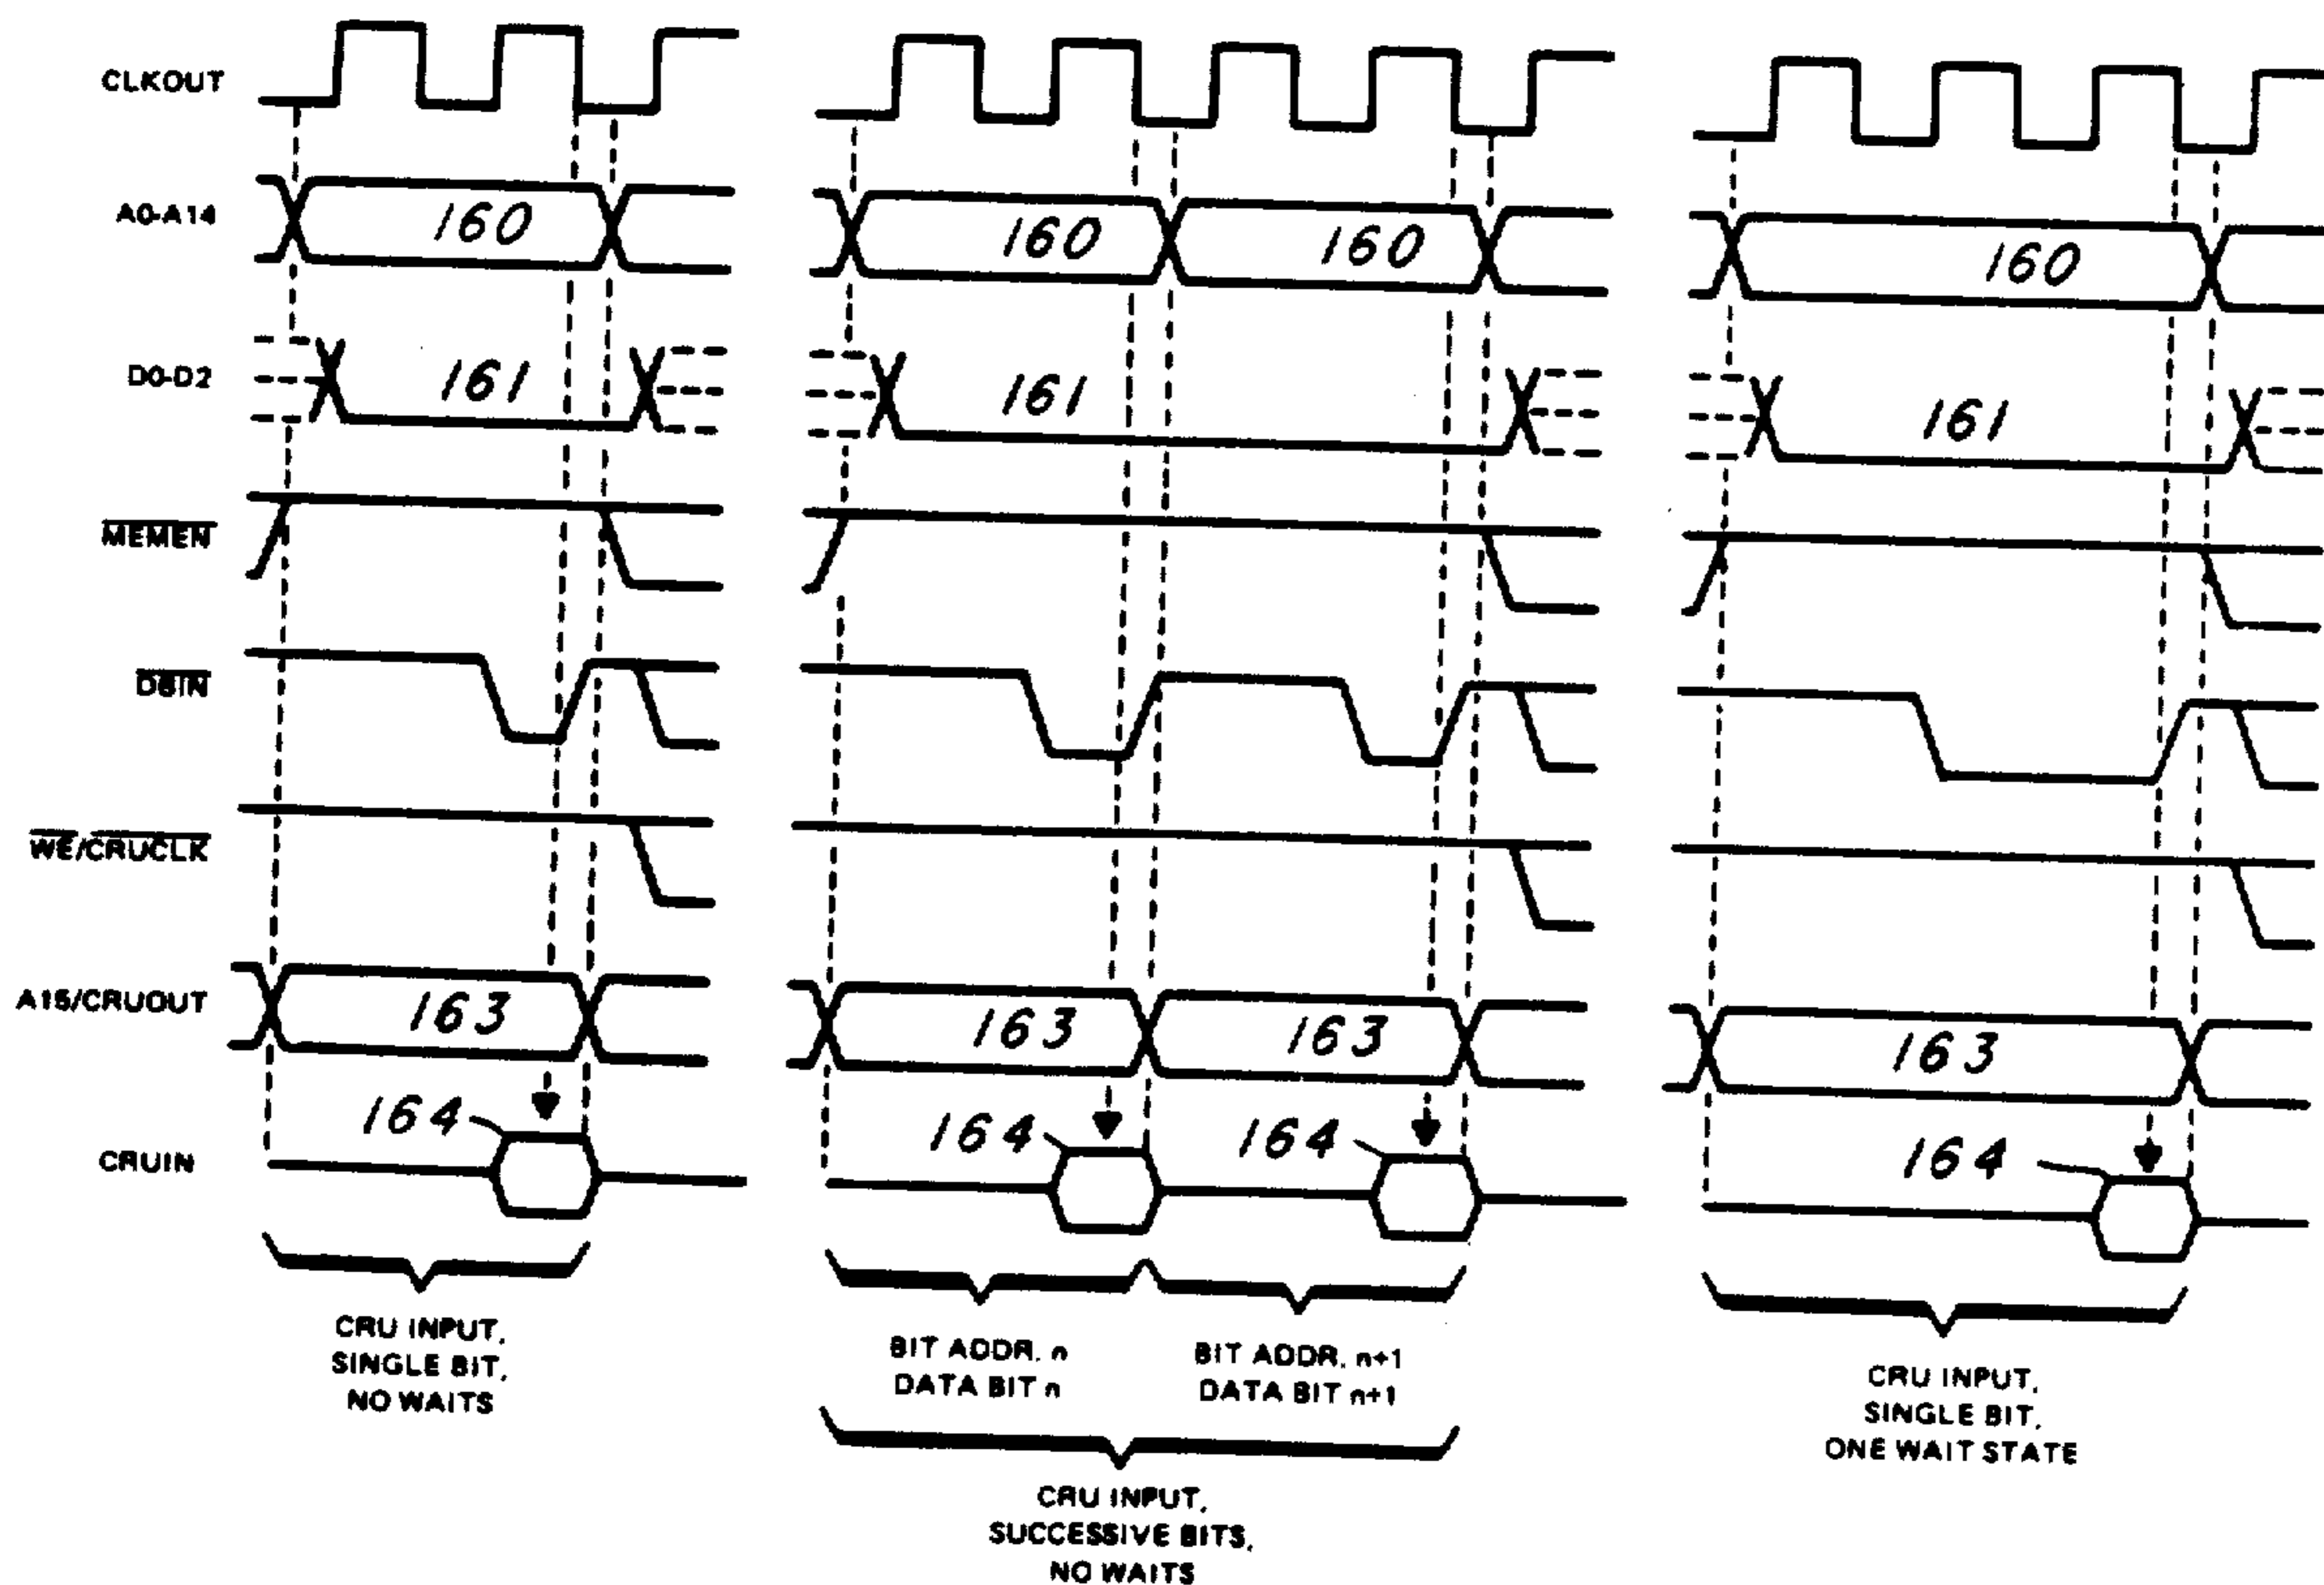 CLKOUT
A0-A14
160
160
160
160
D0-D2
161
161
161
MEMEN
DBIN
WE/CRUCLK
A15/CRUOUT
163
163
163
163
CRUIN
164
164
164
164
CRU INPUT,
SINGLE BIT,
NO WAITS
BIT ADDR. n
DATA BIT n
BIT ADDR. n+1
DATA BIT n+1
CRU INPUT,
SUCCESSIVE BITS,
NO WAITS
CRU INPUT,
SINGLE BIT,
ONE WAIT STATE